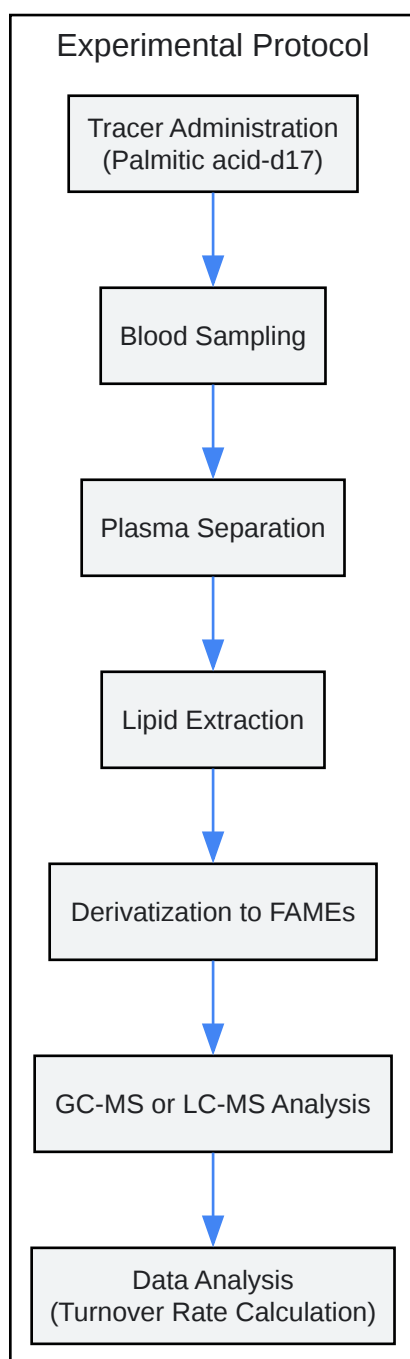 Experimental Protocol
Tracer Administration
(Palmitic acid-d17)
Blood Sampling
Plasma Separation
Lipid Extraction
Derivatization to FAMEs
GC-MS or LC-MS Analysis
Data Analysis
(Turnover Rate Calculation)